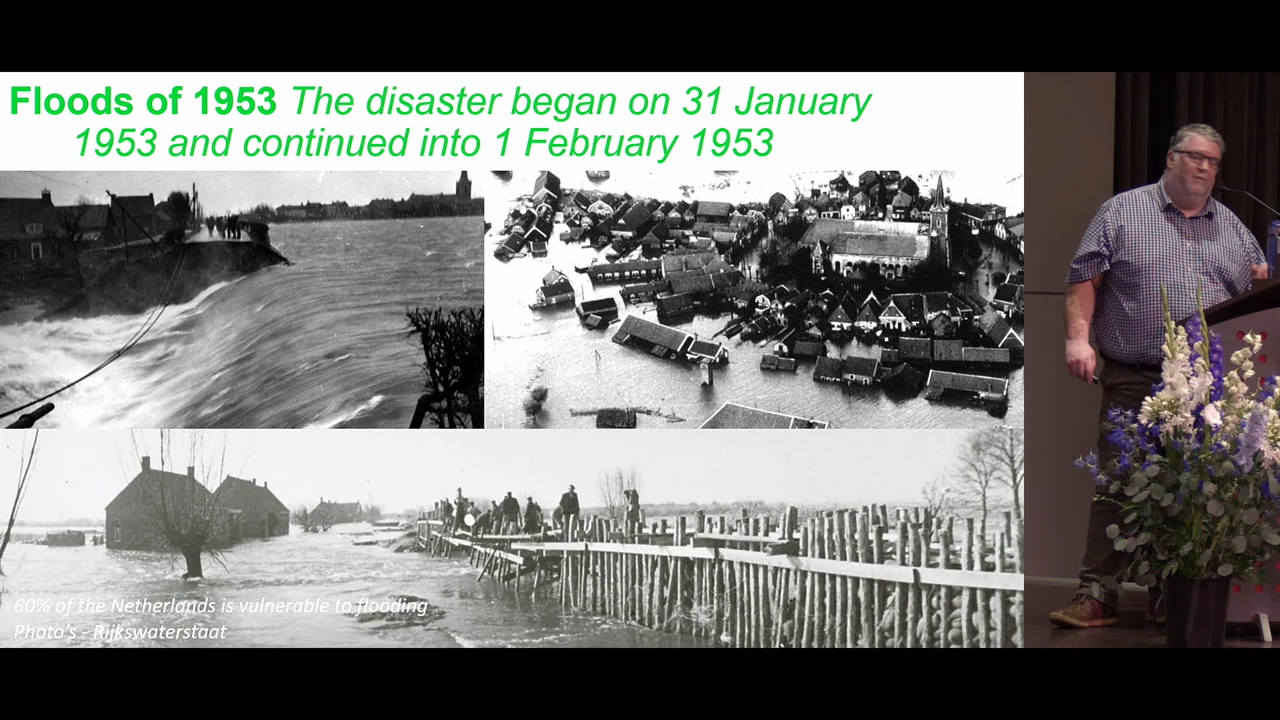 Floods of 1953 The disaster began on 31 January
1953 and continued into 1 February 1953
60% of the Netherlands is vulnerable to flooding
Photo's - Rijkswaterstaat